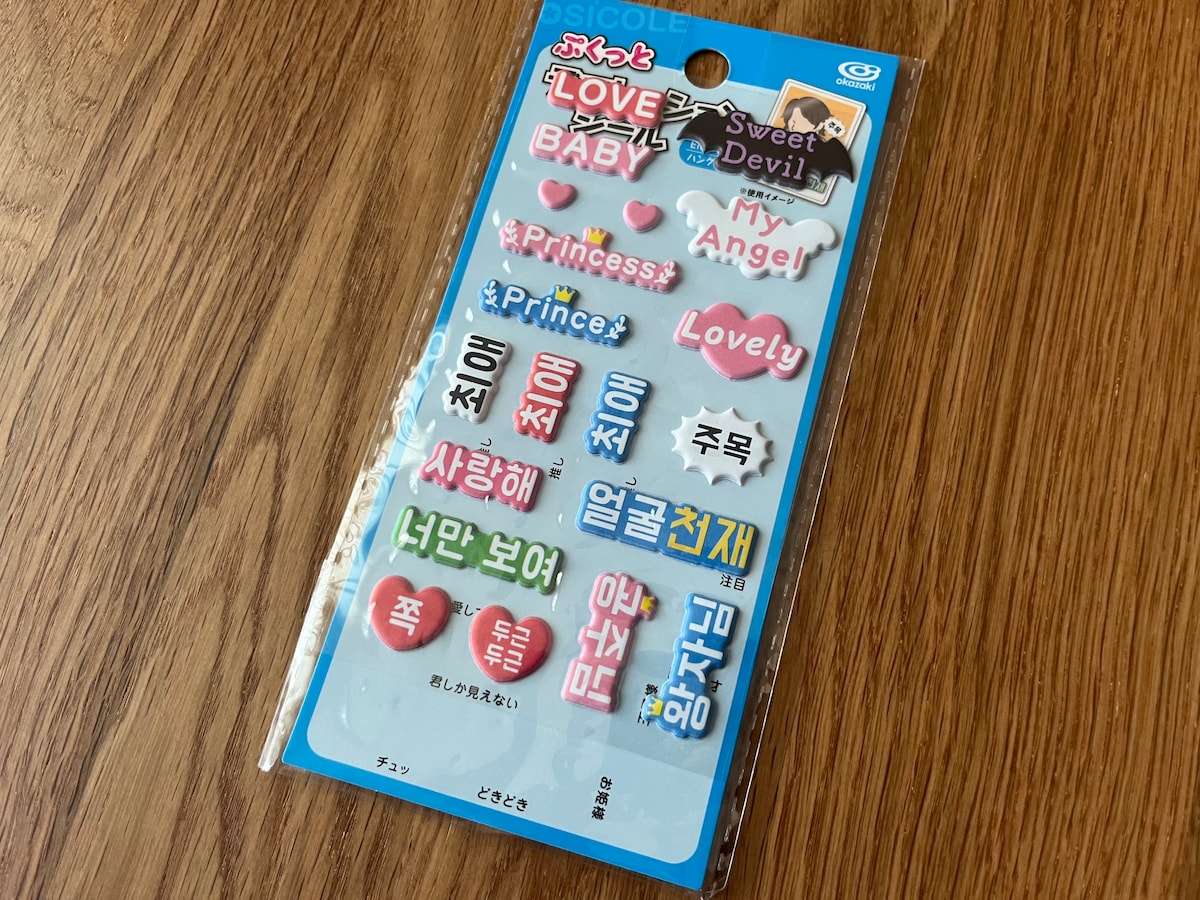 OSICOLE
okazaki
ぷくっと
LOVE
BABY
Sweet
Devil
주목
※使用イメージ
My
Angel
Princess
Prince
Lovely
최애
최애
최애
주목
推し
사랑해
얼굴천재
注目
너만 보여
쪽
두근
두근
공주님
왕자님
君しか見えない
チュッ
どきどき
お姫様